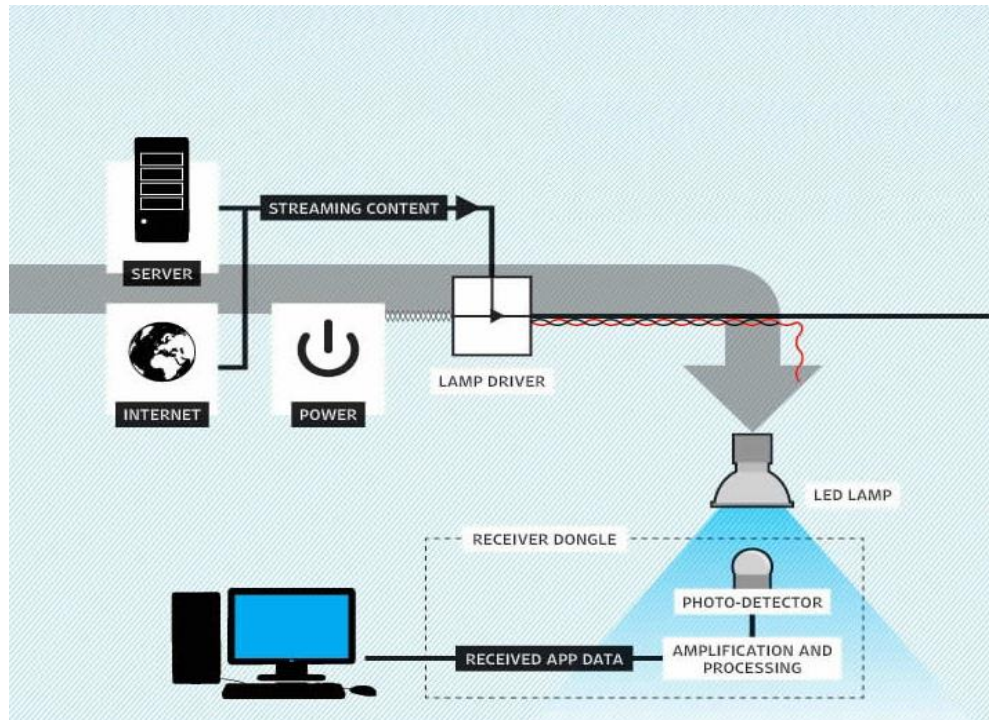 STREAMING CONTENT
SERVER
LAMP DRIVER
INTERNET
POWER
LED LAMP
RECEIVER DONGLE
PHOTO-DETECTOR
RECEIVED APP DATA
AMPLIFICATION AND
PROCESSING